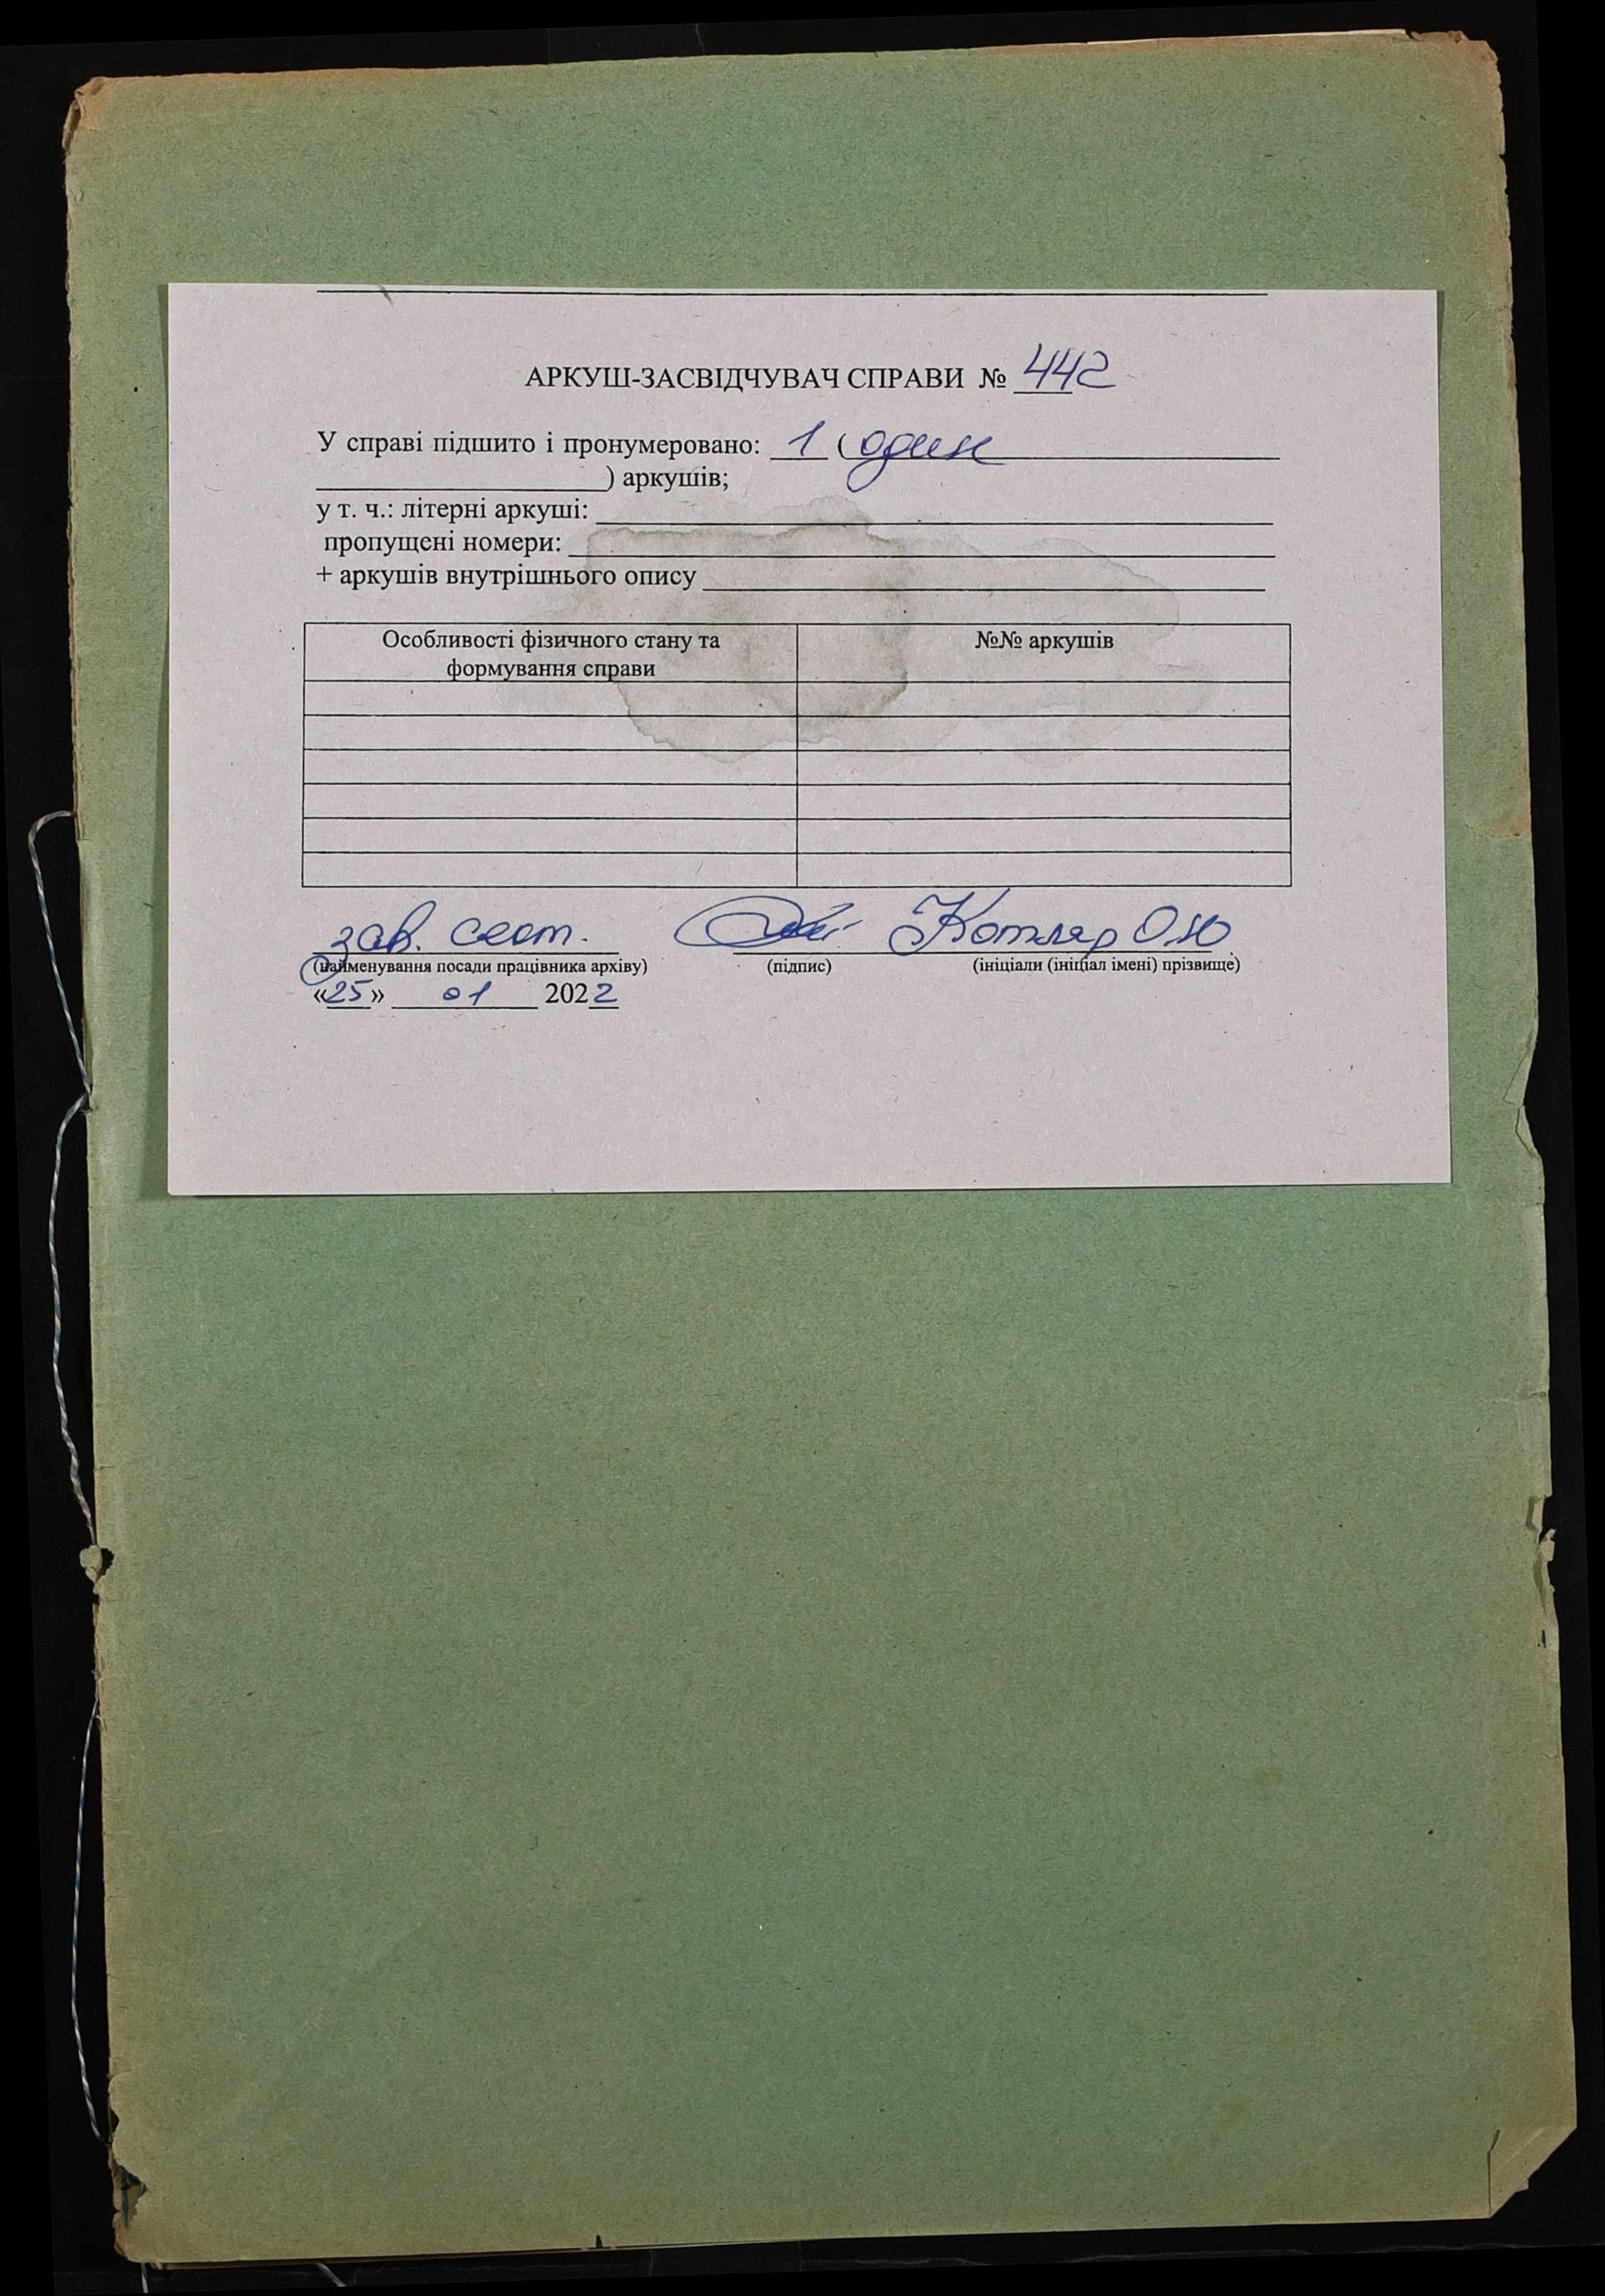 АРКУШ-ЗАСВІДЧУВАЧ СПРАВИ № 442
У справі підшито і пронумеровано: 1 (один
) аркушів;
у т. ч.: літерні аркуші:
пропущені номери:
+ аркушів внутрішнього опису
Особливості фізичного стану та №№ аркушів
формування справи
зав. сект. Котляр О.Ю
(найменування посади працівника архіву) (підпис) (ініціали (ініціал імені) прізвище)
«25» 01 2022